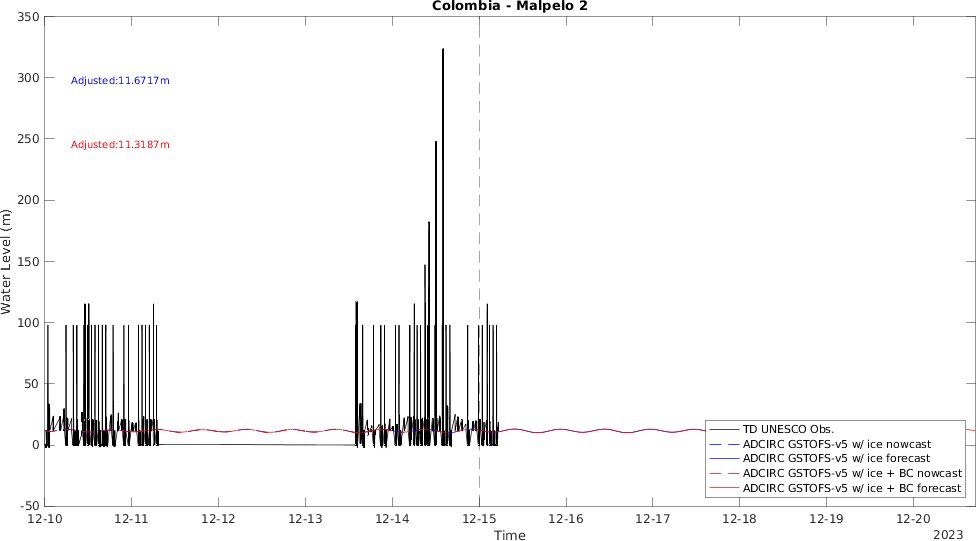 Colombia - Malpelo 2
350
300
250
200
150
100
50
0
-50
Water Level (m)
Adjusted:11.6717m
Adjusted:11.3187m
TD UNESCO Obs.
ADCIRC GSTOFS-v5 w/ ice nowcast
ADCIRC GSTOFS-v5 w/ ice forecast
ADCIRC GSTOFS-v5 w/ ice + BC nowcast
ADCIRC GSTOFS-v5 w/ ice + BC forecast
12-10 12-11 12-12 12-13 12-14 12-15 12-16 12-17 12-18 12-19 12-20
Time
2023